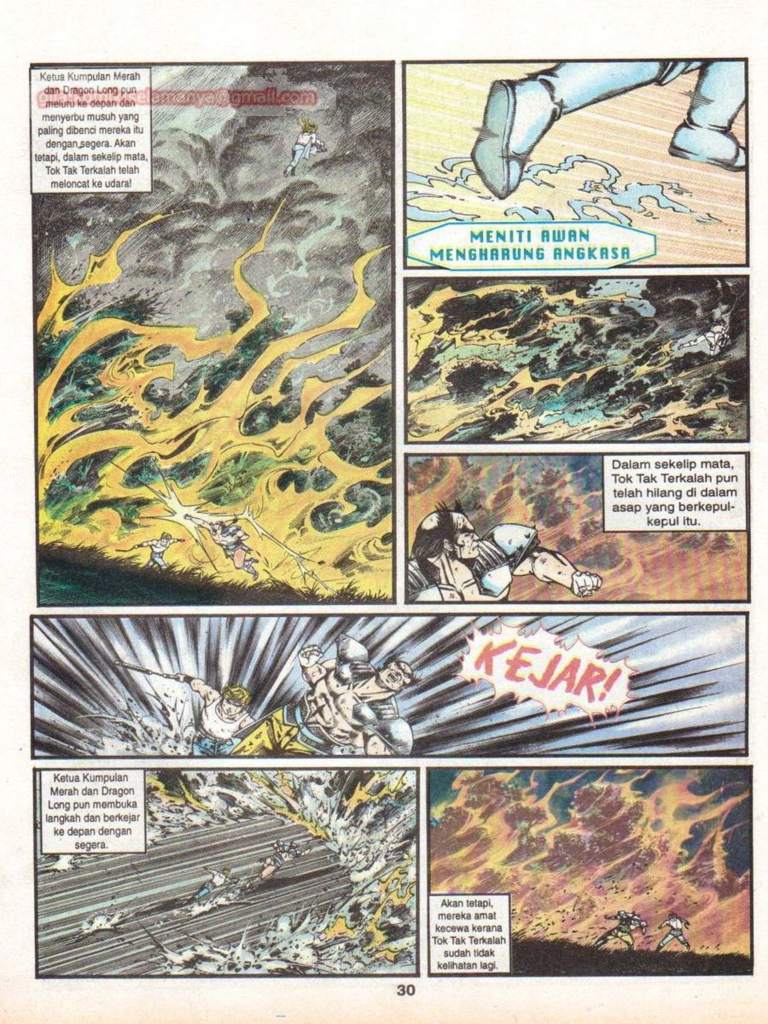 Ketua Kumpulan Merah
dan Dragon Long pun
meluru ke depan dan
menyerbu musuh yang
paling dibenci mereka itu
dengan segera. Akan
tetapi, dalam sekelip mata,
Tok Tak Terkalah telah
meloncat ke udara!
MENITI AWAN
MENGHARUNG ANGKASA
Dalam sekelip mata,
Tok Tak Terkalah pun
telah hilang di dalam
asap yang berkepul-
kepul itu.
KEJAR!
Ketua Kumpulan
Merah dan Dragon
Long pun membuka
langkah dan berkejar
ke depan dengan
segera.
Akan tetapi,
mereka amat
kecewa kerana
Tok Tak Terkalah
sudah tidak
kelihatan lagi.
30